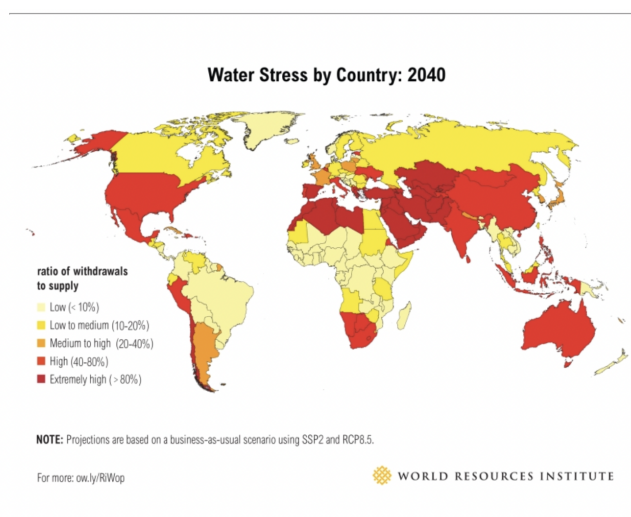 Water Stress by Country: 2040
ratio of withdrawals
to supply
Low (< 10%)
Low to medium (10-20%)
Medium to high (20-40%)
High (40-80%)
Extremely high (> 80%)
NOTE: Projections are based on a business-as-usual scenario using SSP2 and RCP8.5.
For more: ow.ly/RiWop
WORLD RESOURCES INSTITUTE